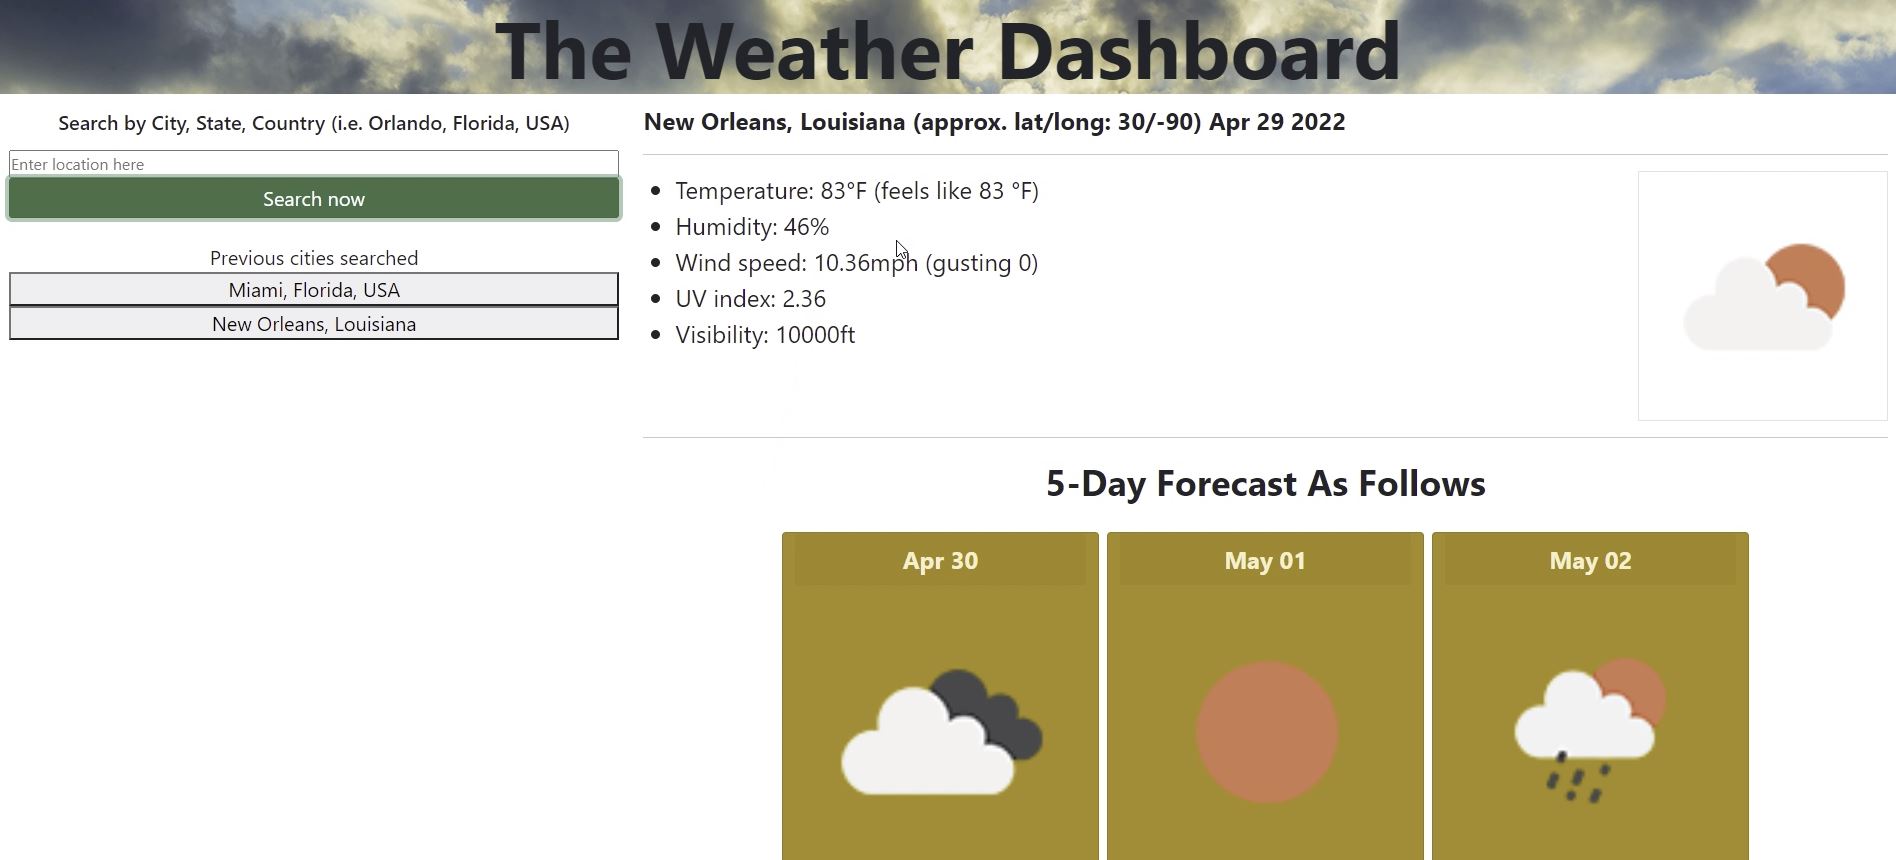 The Weather Dashboard
Search by City, State, Country (i.e. Orlando, Florida, USA)
Enter location here
Search now
Previous cities searched
Miami, Florida, USA
New Orleans, Louisiana
New Orleans, Louisiana (approx. lat/long: 30/-90) Apr 29 2022
Temperature: 83°F (feels like 83 °F)
Humidity: 46%
Wind speed: 10.36mph (gusting 0)
UV index: 2.36
Visibility: 10000ft
5-Day Forecast As Follows
Apr 30
May 01
May 02